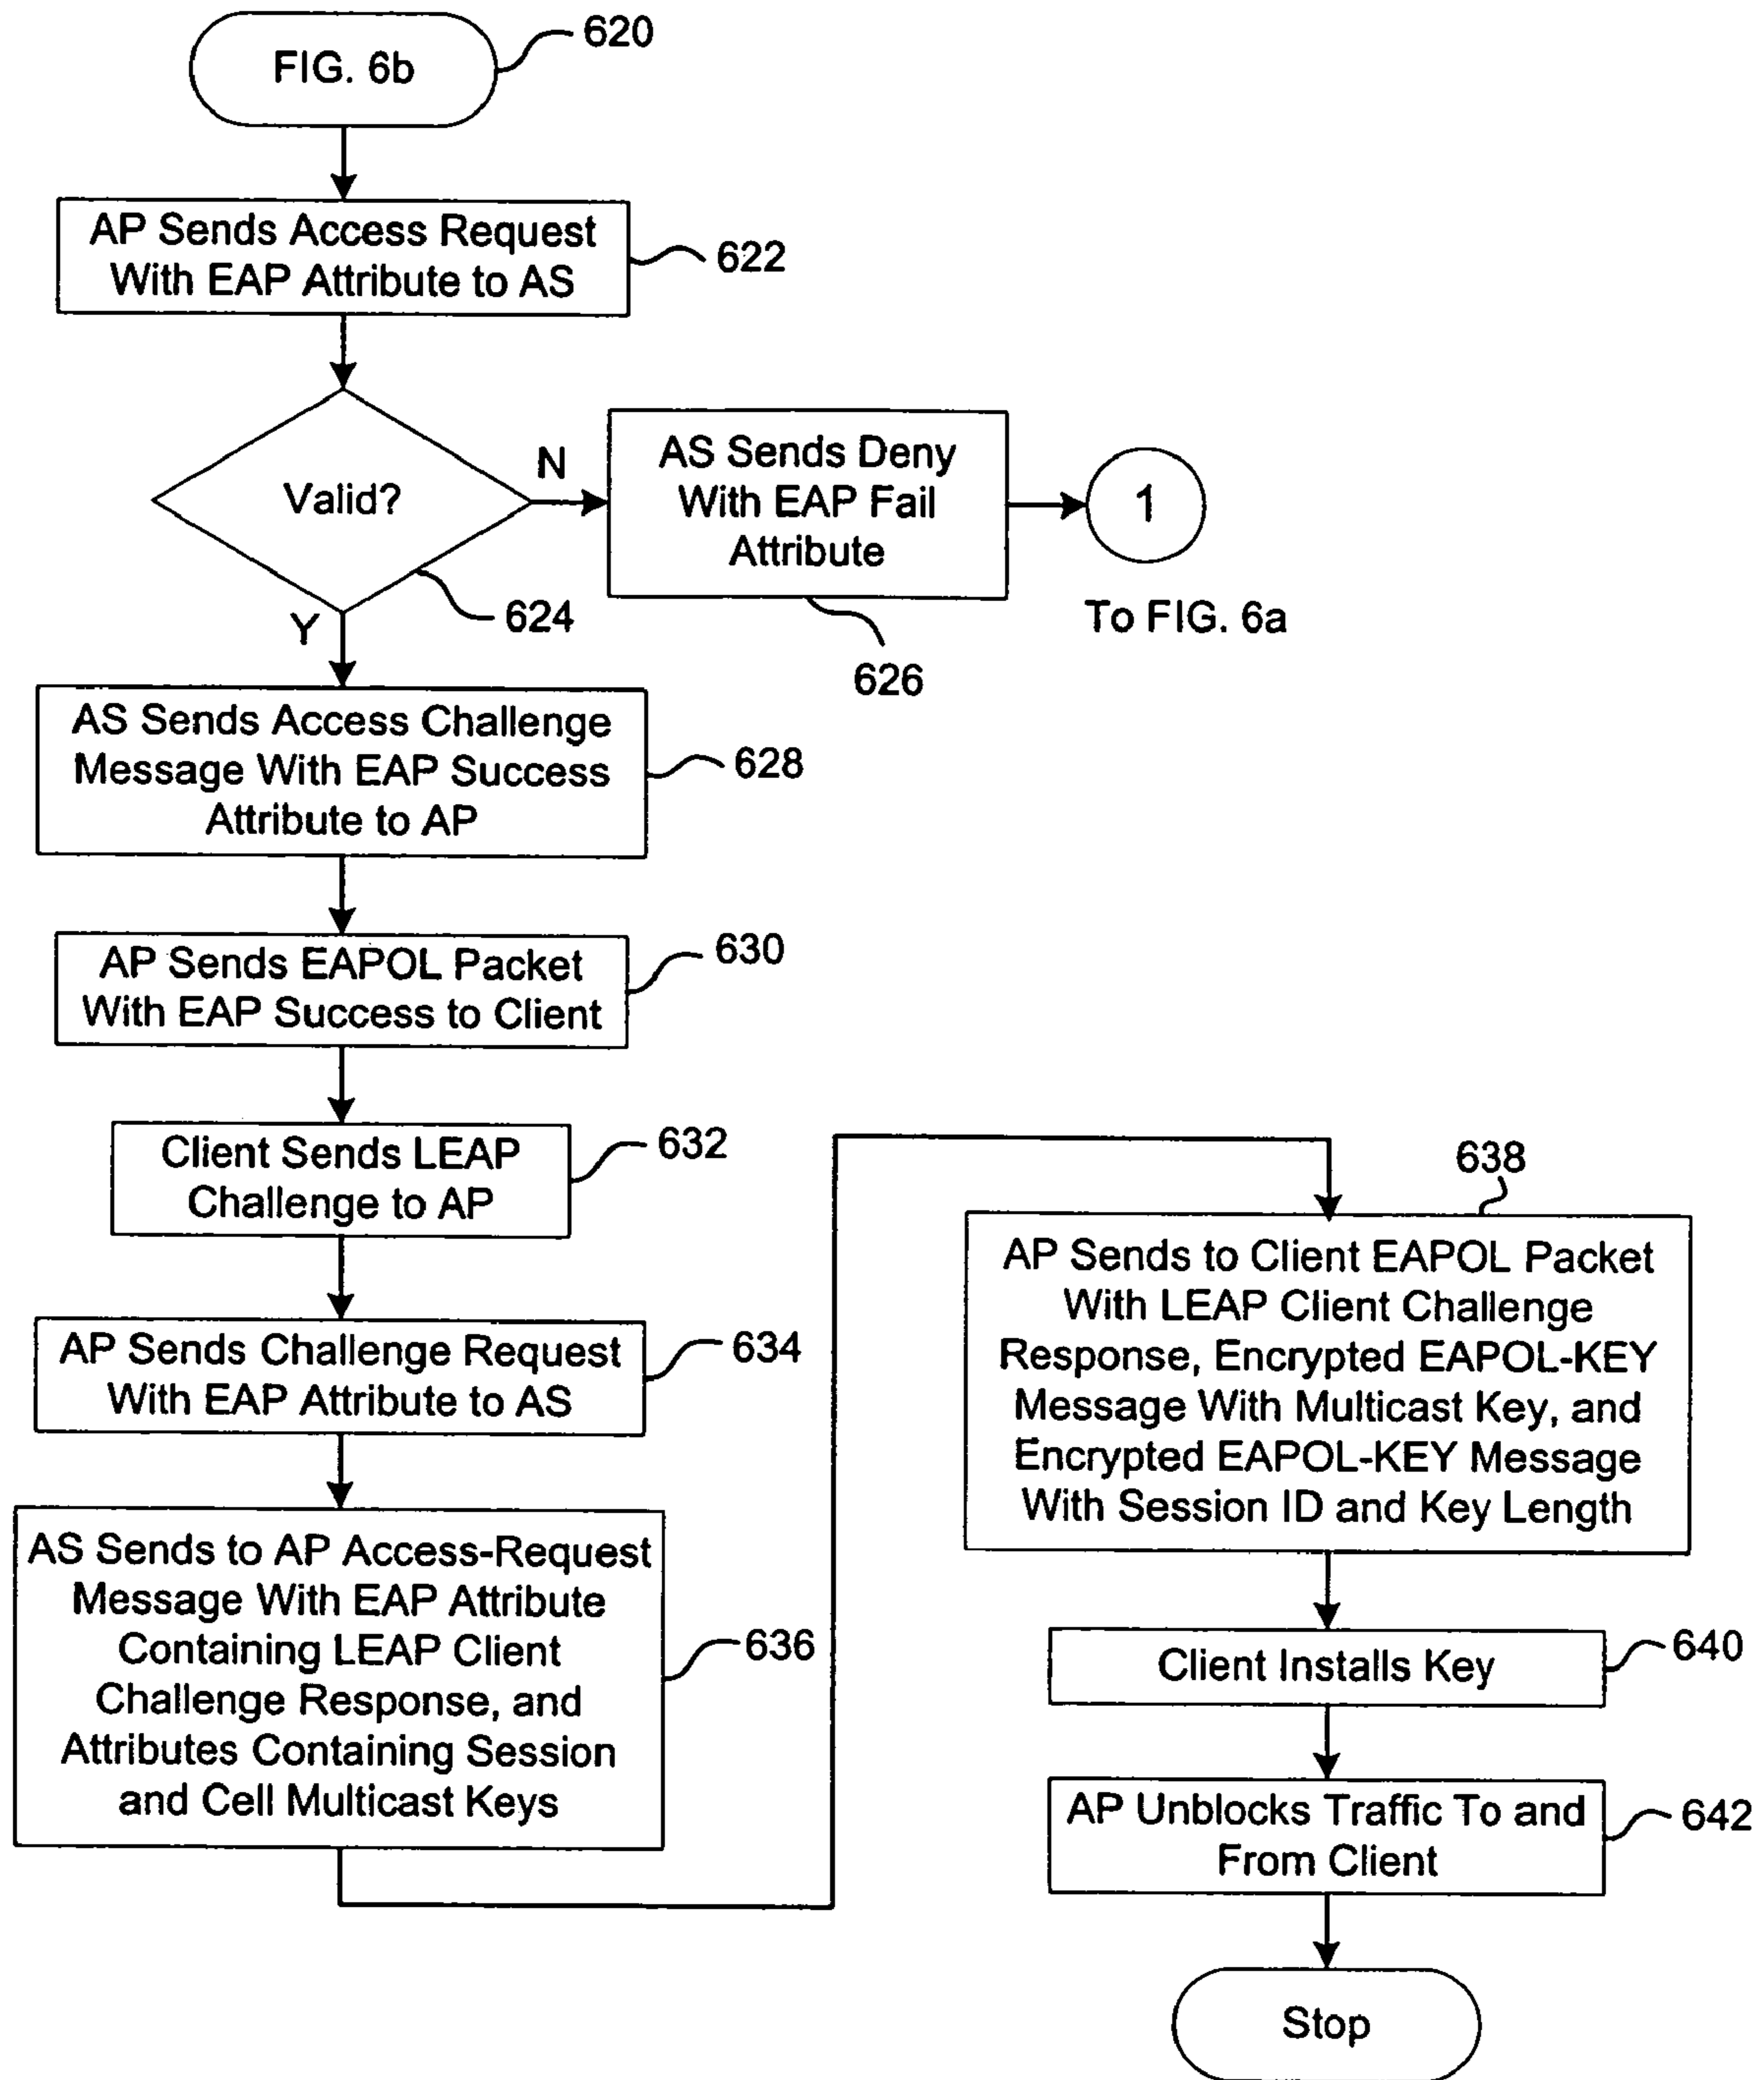 FIG. 6b
620
AP Sends Access Request
With EAP Attribute to AS
622
Valid?
624
N
AS Sends Deny
With EAP Fail
Attribute
626
1
To FIG. 6a
Y
AS Sends Access Challenge
Message With EAP Success
Attribute to AP
628
AP Sends EAPOL Packet
With EAP Success to Client
630
Client Sends LEAP
Challenge to AP
632
AP Sends Challenge Request
With EAP Attribute to AS
634
AS Sends to AP Access-Request
Message With EAP Attribute
Containing LEAP Client
Challenge Response, and
Attributes Containing Session
and Cell Multicast Keys
636
638
AP Sends to Client EAPOL Packet
With LEAP Client Challenge
Response, Encrypted EAPOL-KEY
Message With Multicast Key, and
Encrypted EAPOL-KEY Message
With Session ID and Key Length
Client Installs Key
640
AP Unblocks Traffic To and
From Client
642
Stop